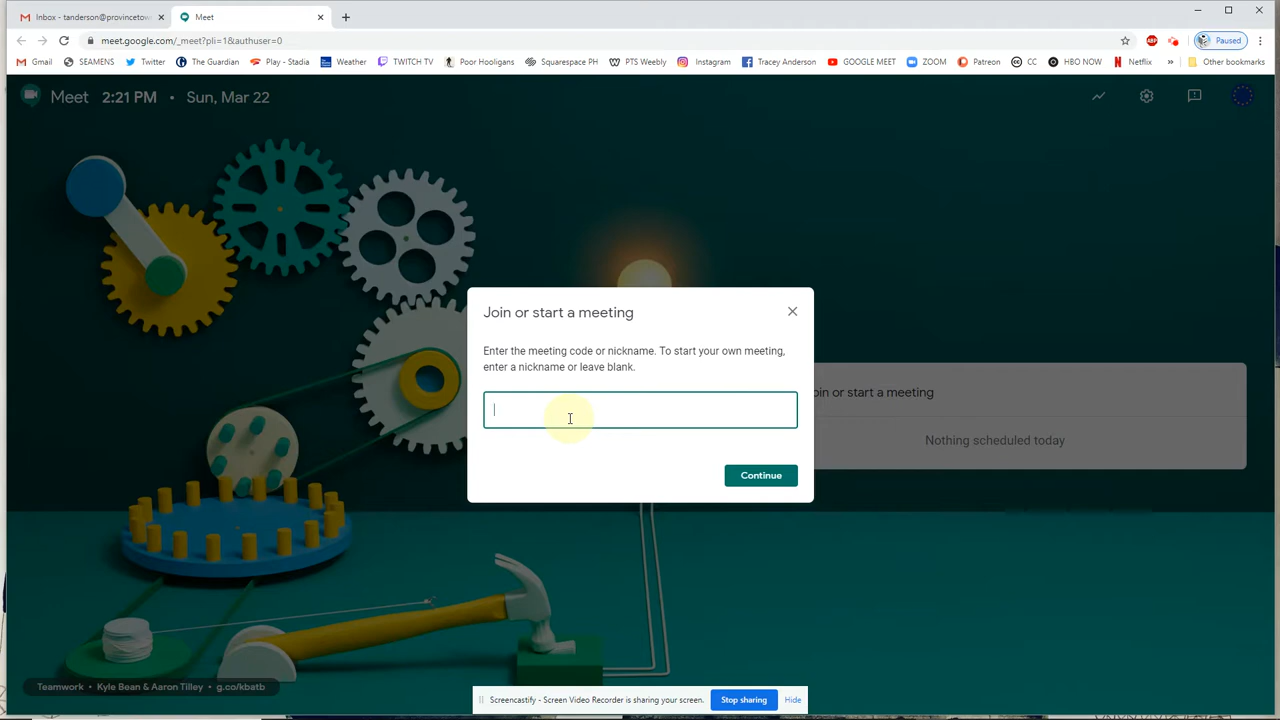 Inbox - tanderson@provincetow
Meet
meet.google.com/_meet?pli=1&authuser=0
ABP
Paused
Gmail
SEAMENS
Twitter
The Guardian
Play - Stadia
Weather
TWITCH TV
Poor Hooligans
Squarespace PH
PTS Weekly
Instagram
Tracey Anderson
GOOGLE MEET
ZOOM
Patreon
CC
HBO NOW
Netflix
»
Other bookmarks
Meet 2:21 PM • Sun, Mar 22
Join or start a meeting
Enter the meeting code or nickname. To start your own meeting,
enter a nickname or leave blank.
Continue
oin or start a meeting
Nothing scheduled today
Teamwork • Kyle Bean & Aaron Tilley • g.co/kbatb
Screencastify - Screen Video Recorder is sharing your screen.
Stop sharing
Hide